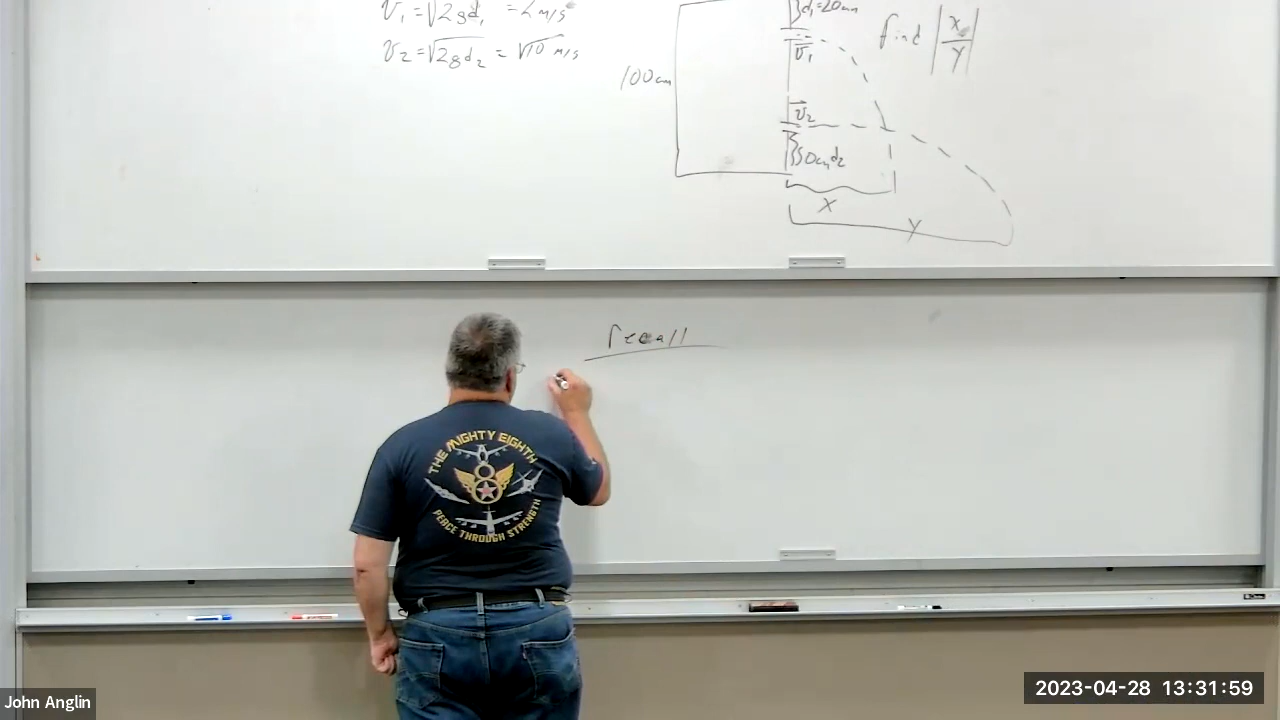 v₁ = √2gd₁ = 2 m/s
v₂ = √2gd₂ = √10 m/s
d₁=20cm
find |x/y|
v₁
100cm
v₂
50cm d₂
x
y
recall
THE MIGHTY EIGHTH
8
PEACE THROUGH STRENGTH
John Anglin
2023-04-28 13:31:59